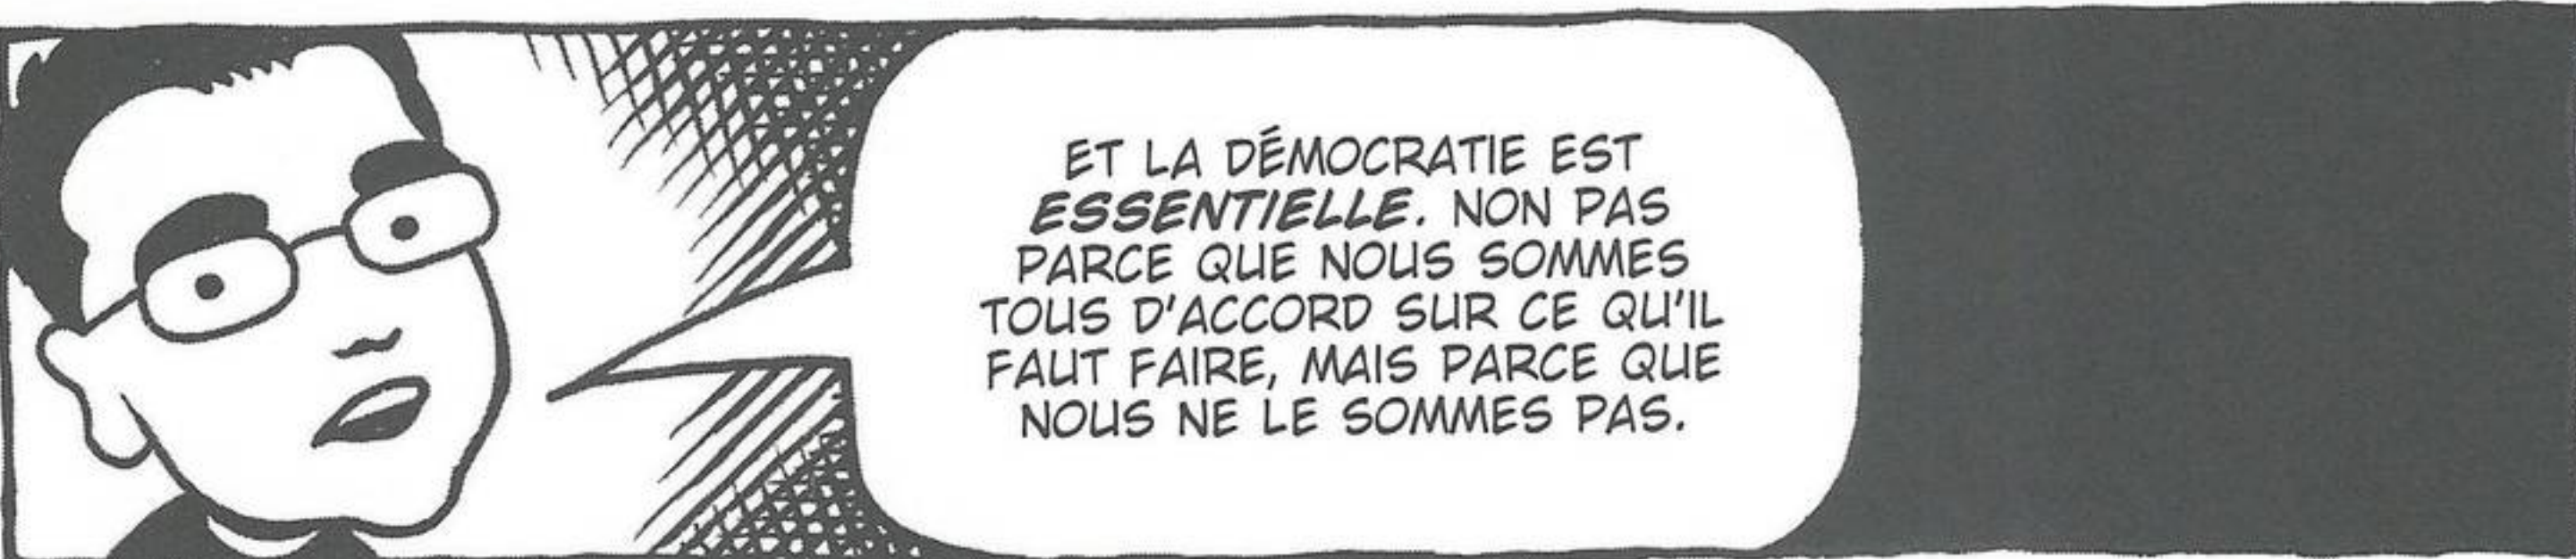 ET LA DÉMOCRATIE EST
ESSENTIELLE. NON PAS
PARCE QUE NOUS SOMMES
TOUS D'ACCORD SUR CE QU'IL
FAUT FAIRE, MAIS PARCE QUE
NOUS NE LE SOMMES PAS.